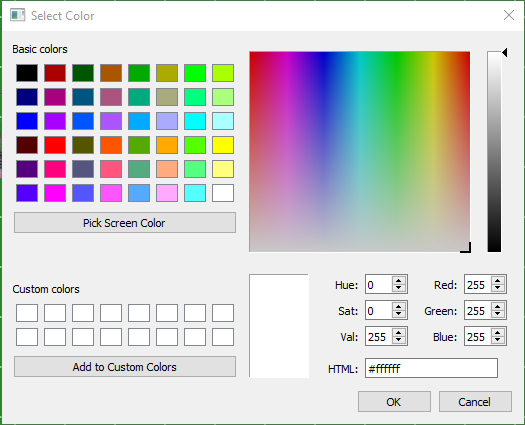 Select Color
Basic colors
Pick Screen Color
Custom colors
Add to Custom Colors
Hue: 0 Red: 255
Sat: 0 Green: 255
Val: 255 Blue: 255
HTML: #ffffff
OK Cancel